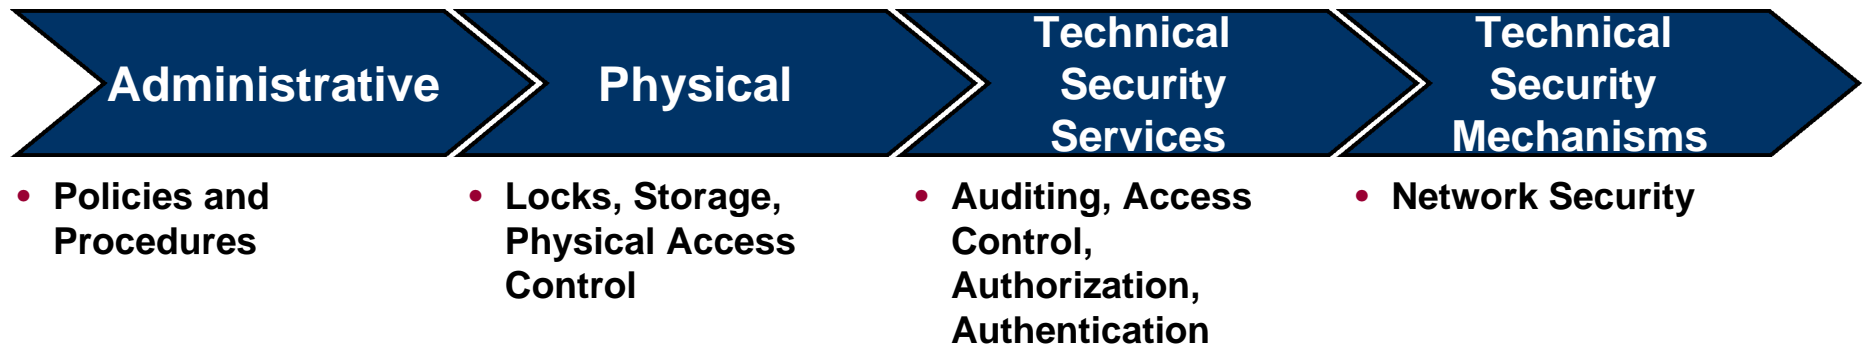 Administrative
Physical
Technical
Security
Services
Technical
Security
Mechanisms
• Policies and
Procedures
• Locks, Storage,
Physical Access
Control
• Auditing, Access
Control,
Authorization,
Authentication
• Network Security